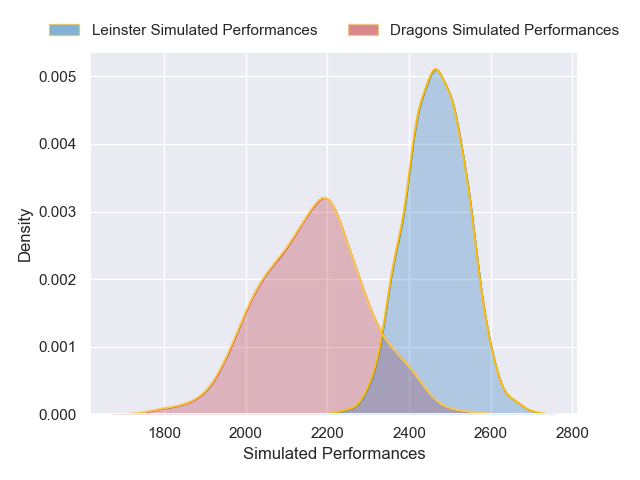 Leinster Simulated Performances Dragons Simulated Performances
0.005
0.004
0.003
0.002
0.001
0.000
Density
1800 2000 2200 2400 2600 2800
Simulated Performances